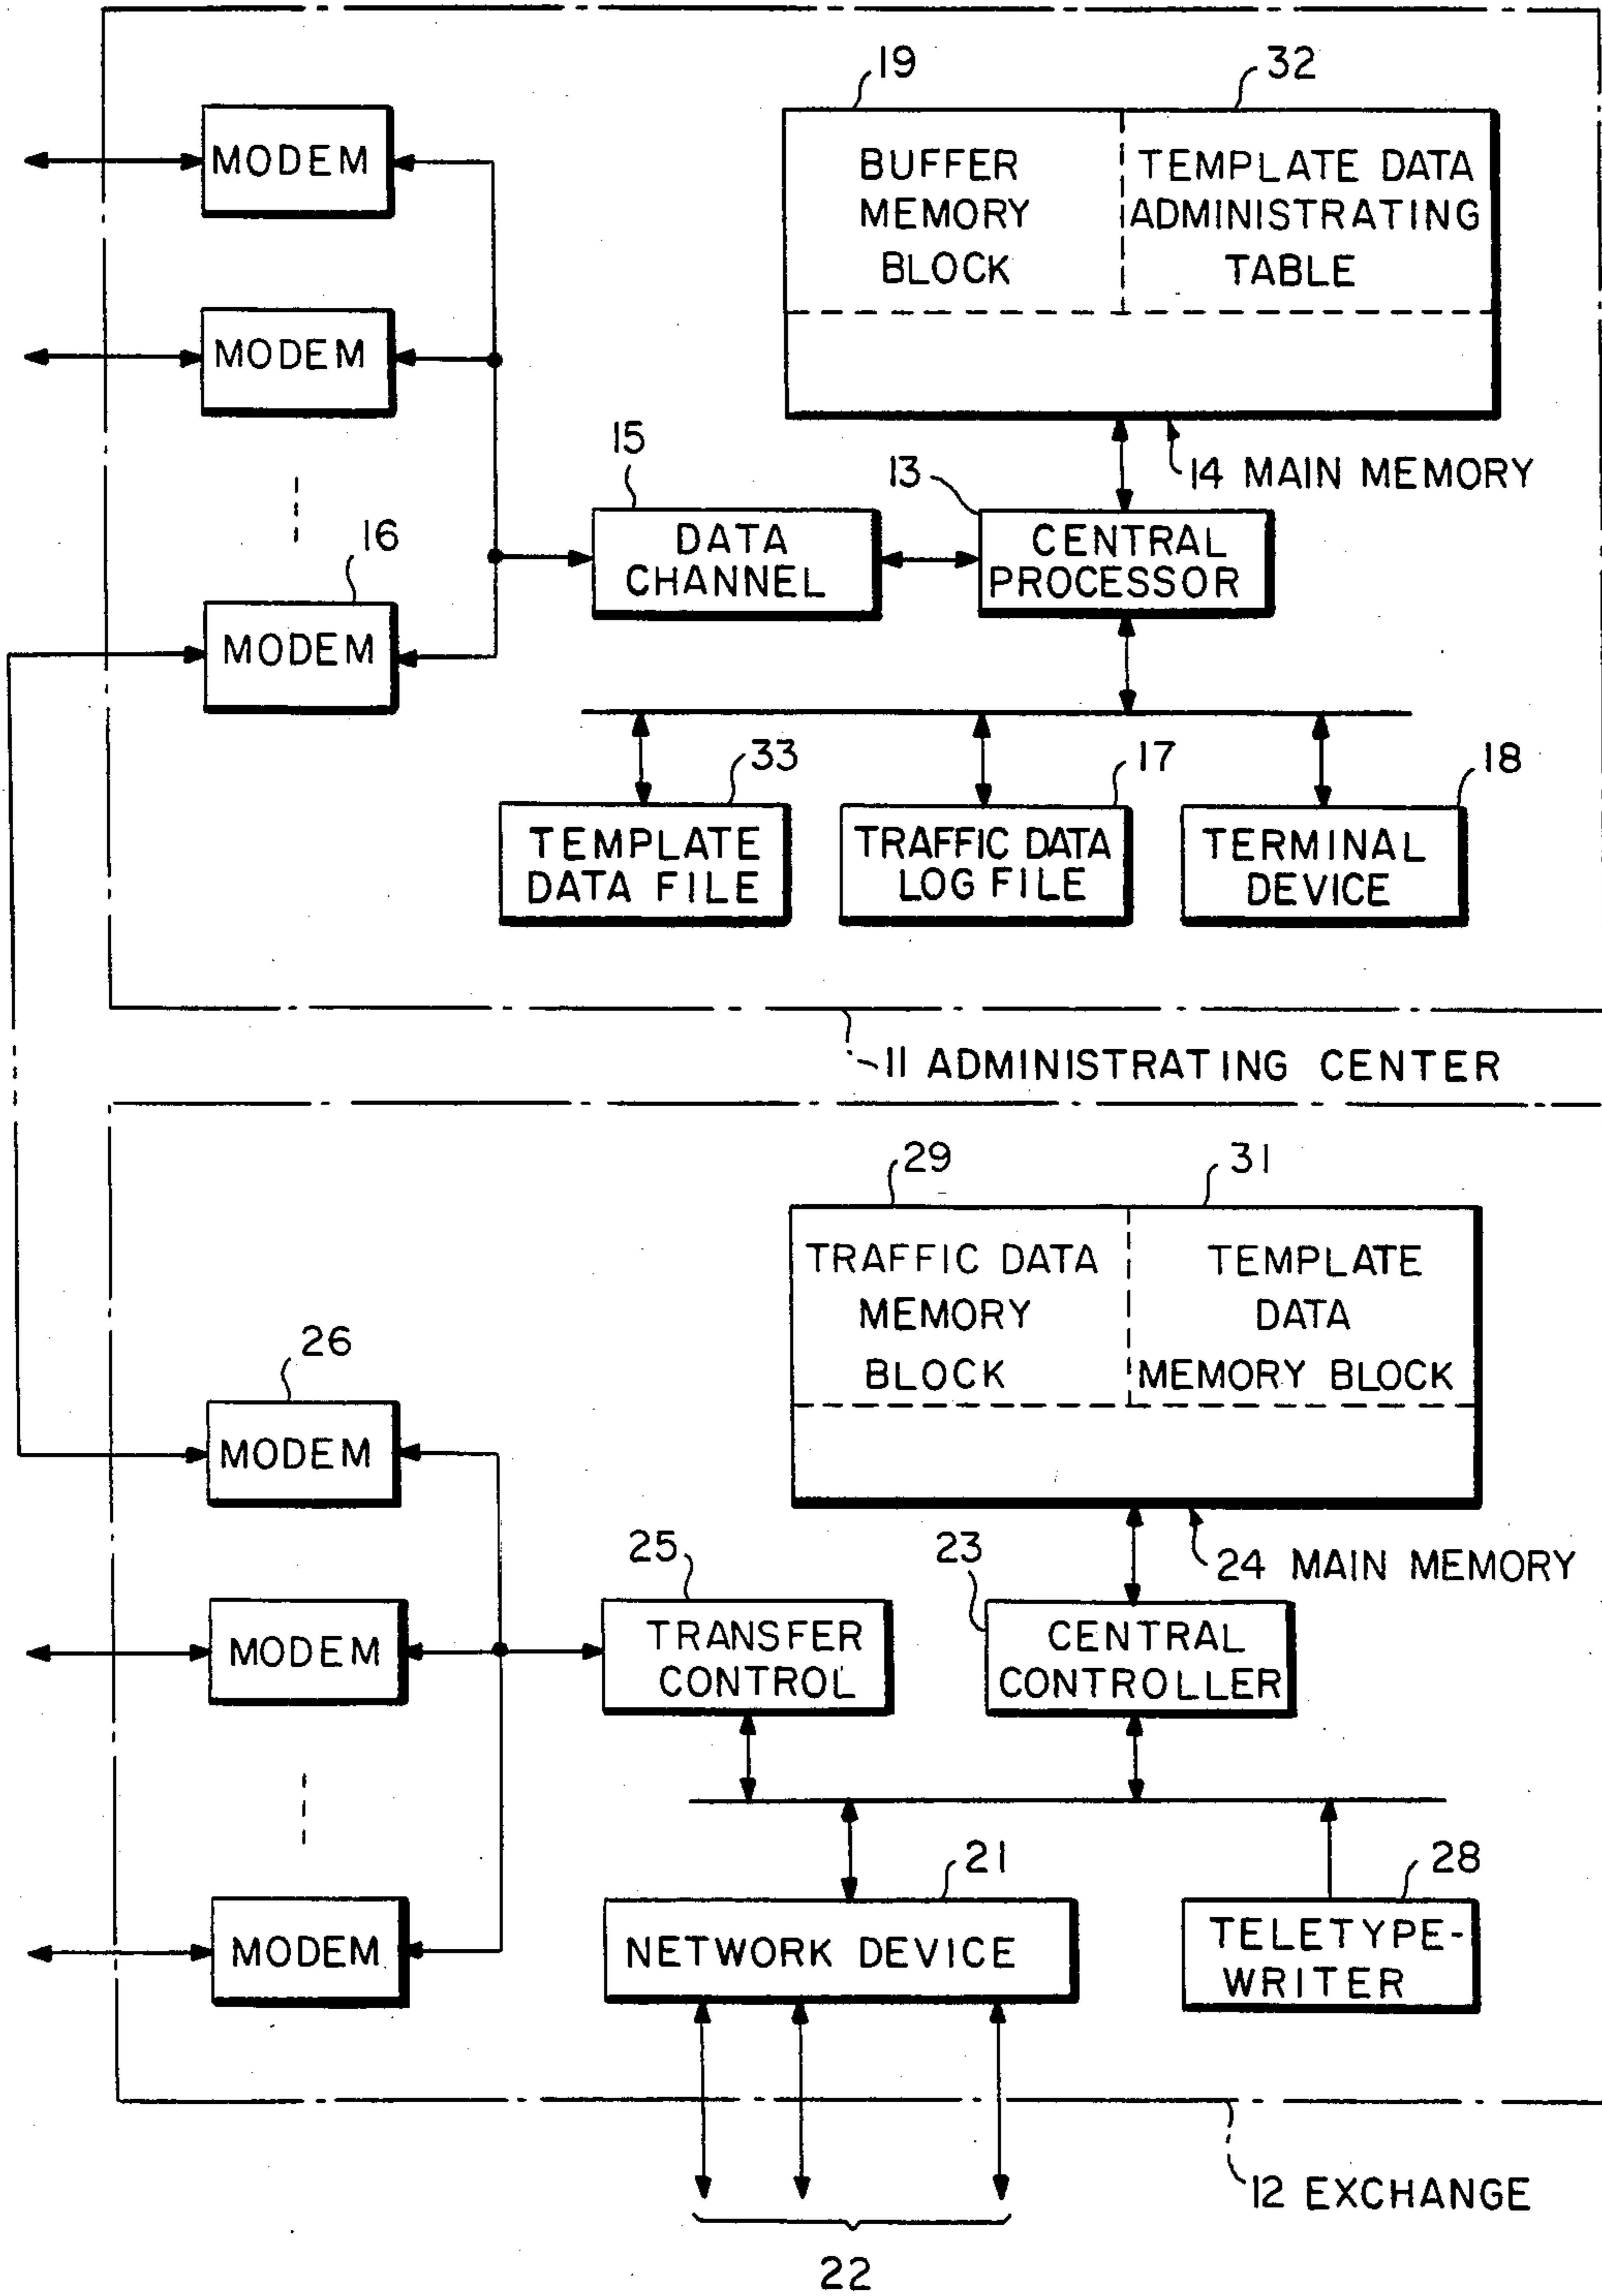 19
32
MODEM
BUFFER
MEMORY
BLOCK
TEMPLATE DATA
ADMINISTRATING
TABLE
MODEM
15
13
14 MAIN MEMORY
16
DATA
CHANNEL
CENTRAL
PROCESSOR
MODEM
33
17
18
TEMPLATE
DATA FILE
TRAFFIC DATA
LOG FILE
TERMINAL
DEVICE
11 ADMINISTRATING CENTER
29
31
TRAFFIC DATA
MEMORY
BLOCK
TEMPLATE
DATA
MEMORY BLOCK
26
MODEM
25
23
24 MAIN MEMORY
MODEM
TRANSFER
CONTROL
CENTRAL
CONTROLLER
21
28
MODEM
NETWORK DEVICE
TELETYPE-
WRITER
12 EXCHANGE
22